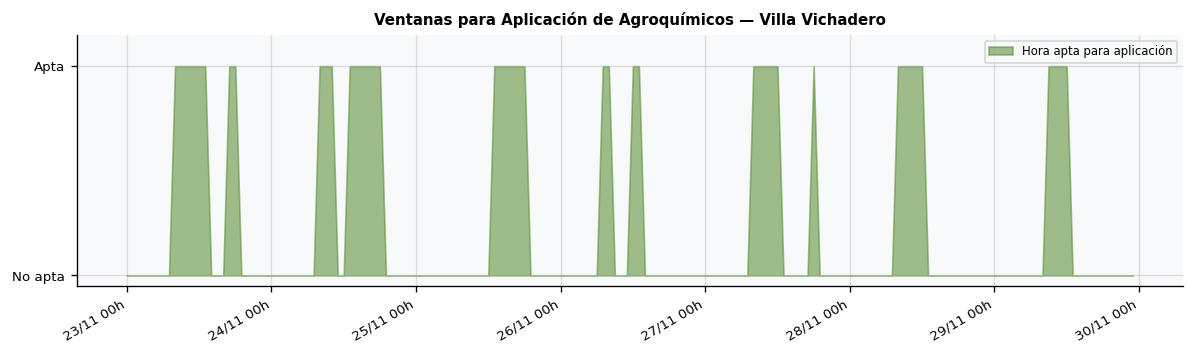 Ventanas para Aplicación de Agroquímicos — Villa Vichadero
Hora apta para aplicación
Apta
No apta
23/11 00h
24/11 00h
25/11 00h
26/11 00h
27/11 00h
28/11 00h
29/11 00h
30/11 00h